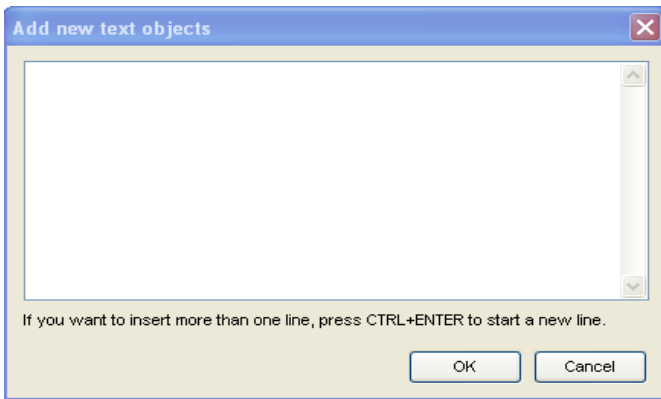 Add new text objects
If you want to insert more than one line, press CTRL+ENTER to start a new line.
OK
Cancel